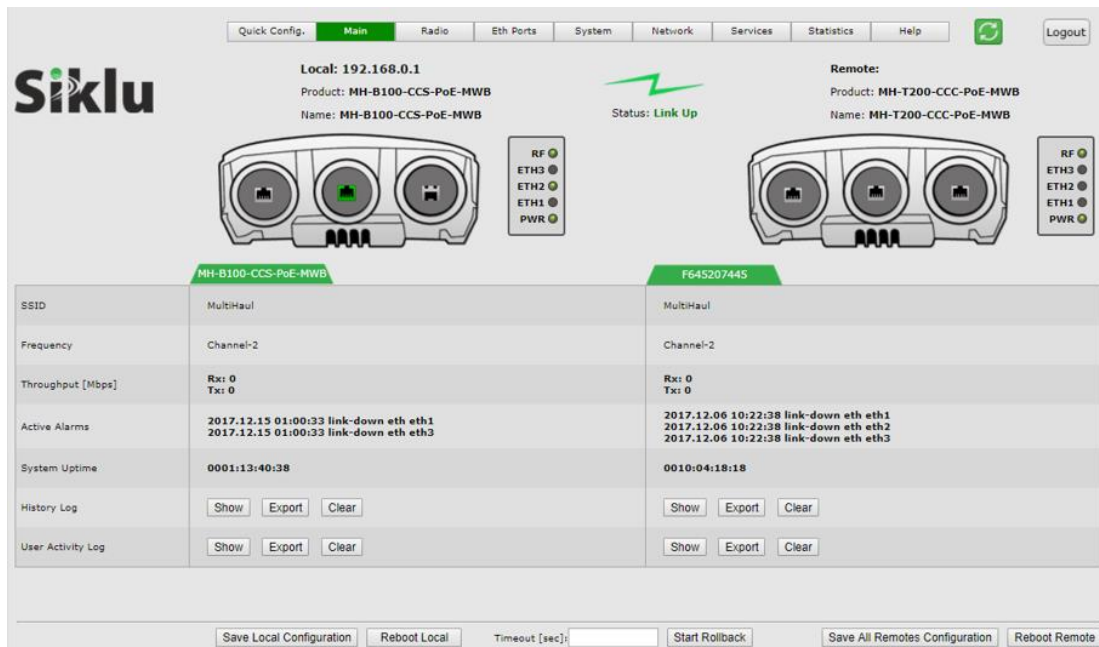 Quick Config. Main Radio Eth Ports System Network Services Statistics Help Logout
Siklu
Local: 192.168.0.1
Product: MH-B100-CCS-PoE-MWB
Name: MH-B100-CCS-PoE-MWB
Status: Link Up
Remote:
Product: MH-T200-CCC-PoE-MWB
Name: MH-T200-CCC-PoE-MWB
RF
ETH3
ETH2
ETH1
PWR
RF
ETH3
ETH2
ETH1
PWR
MH-B100-CCS-PoE-MWB F645207445
SSID MultiHaul MultiHaul
Frequency Channel-2 Channel-2
Throughput [Mbps]
Rx: 0
Tx: 0
Rx: 0
Tx: 0
Active Alarms
2017.12.15 01:00:33 link-down eth eth1
2017.12.15 01:00:33 link-down eth eth3
2017.12.06 10:22:38 link-down eth eth1
2017.12.06 10:22:38 link-down eth eth2
2017.12.06 10:22:38 link-down eth eth3
System Uptime 0001:13:40:38 0010:04:18:18
History Log Show Export Clear Show Export Clear
User Activity Log Show Export Clear Show Export Clear
Save Local Configuration Reboot Local Timeout [sec]: Start Rollback Save All Remotes Configuration Reboot Remote